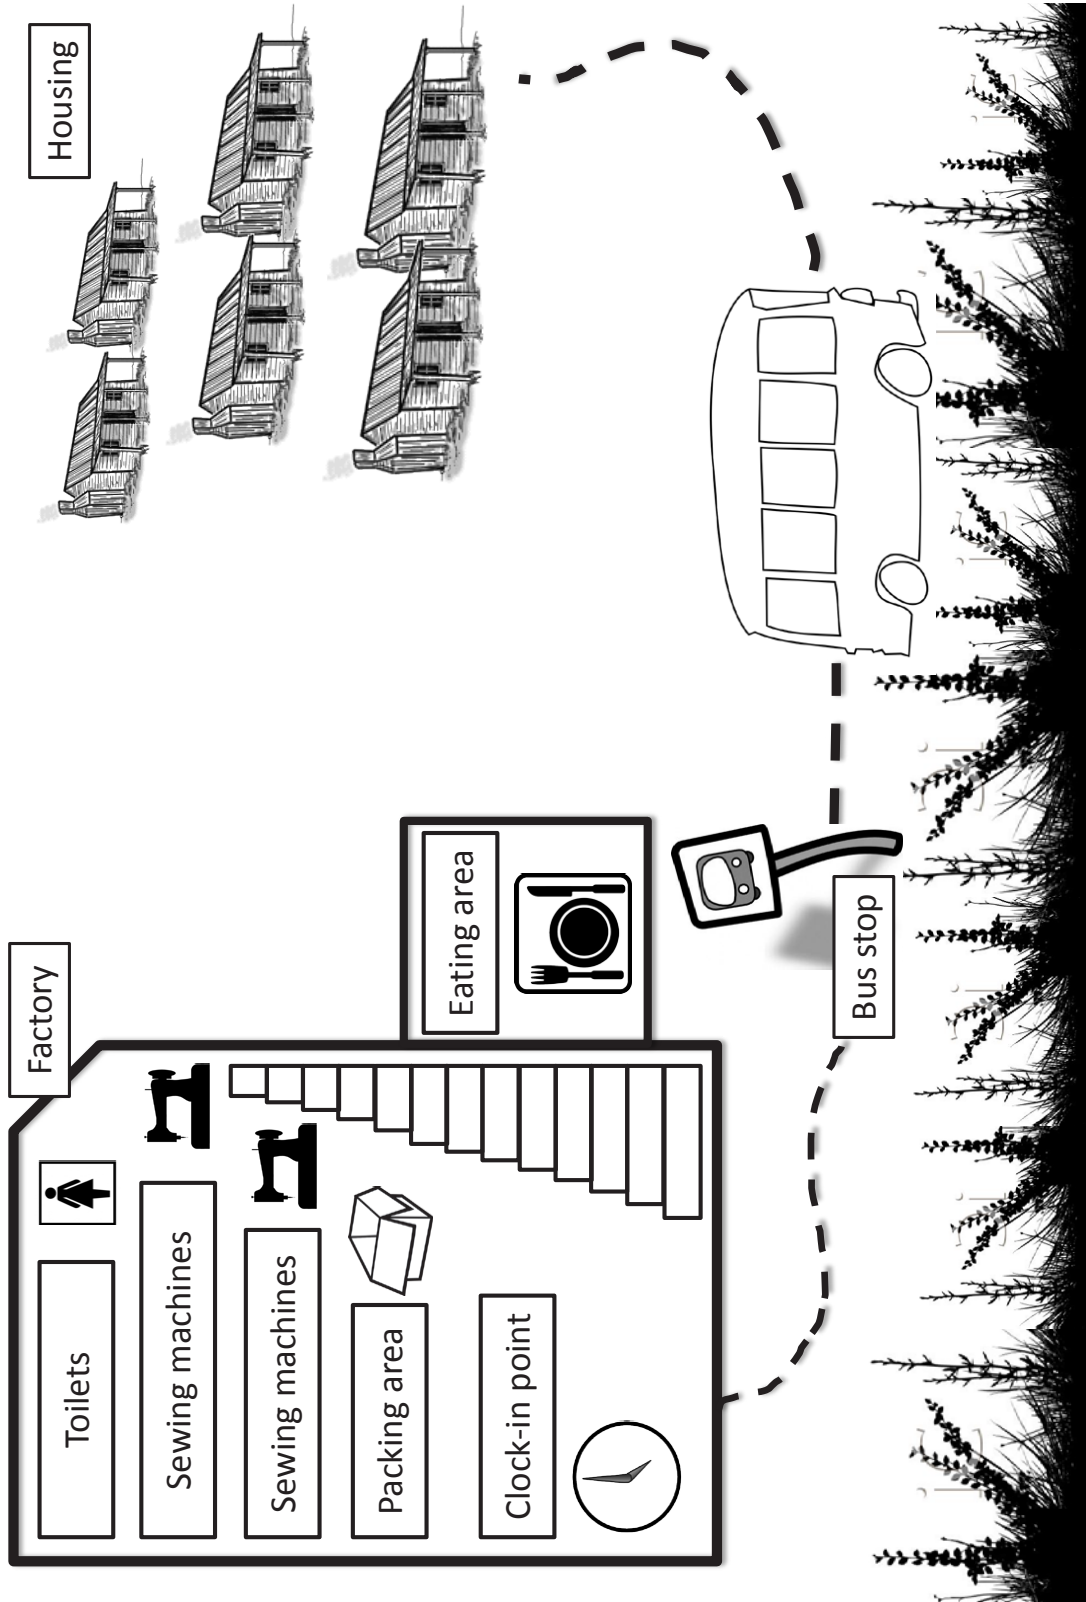 Factory
Toilets
Sewing machines
Sewing machines
Packing area
Clock-in point
Eating area
Bus stop
Housing